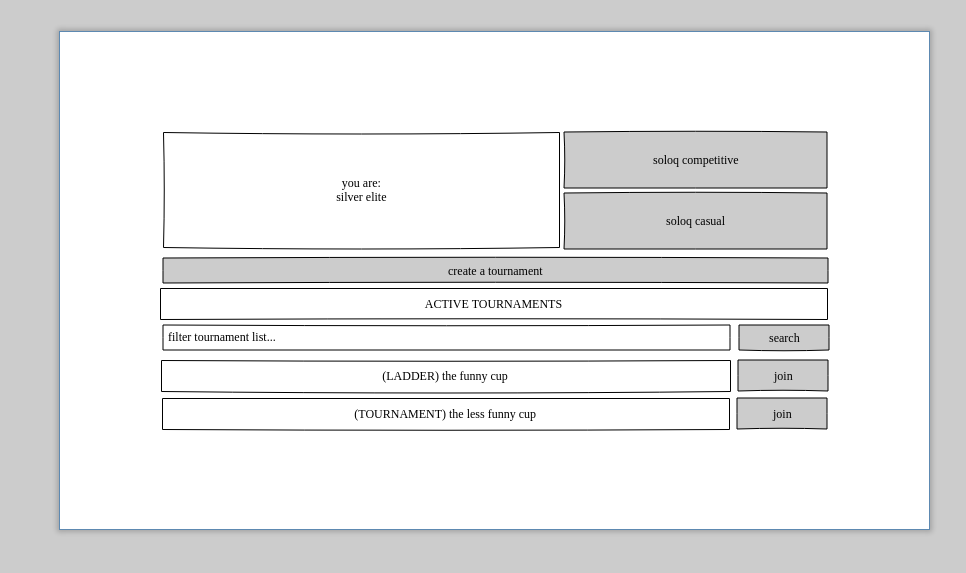 you are:
silver elite
soloq competitive
soloq casual
create a tournament
ACTIVE TOURNAMENTS
filter tournament list...
search
(LADDER) the funny cup
join
(TOURNAMENT) the less funny cup
join